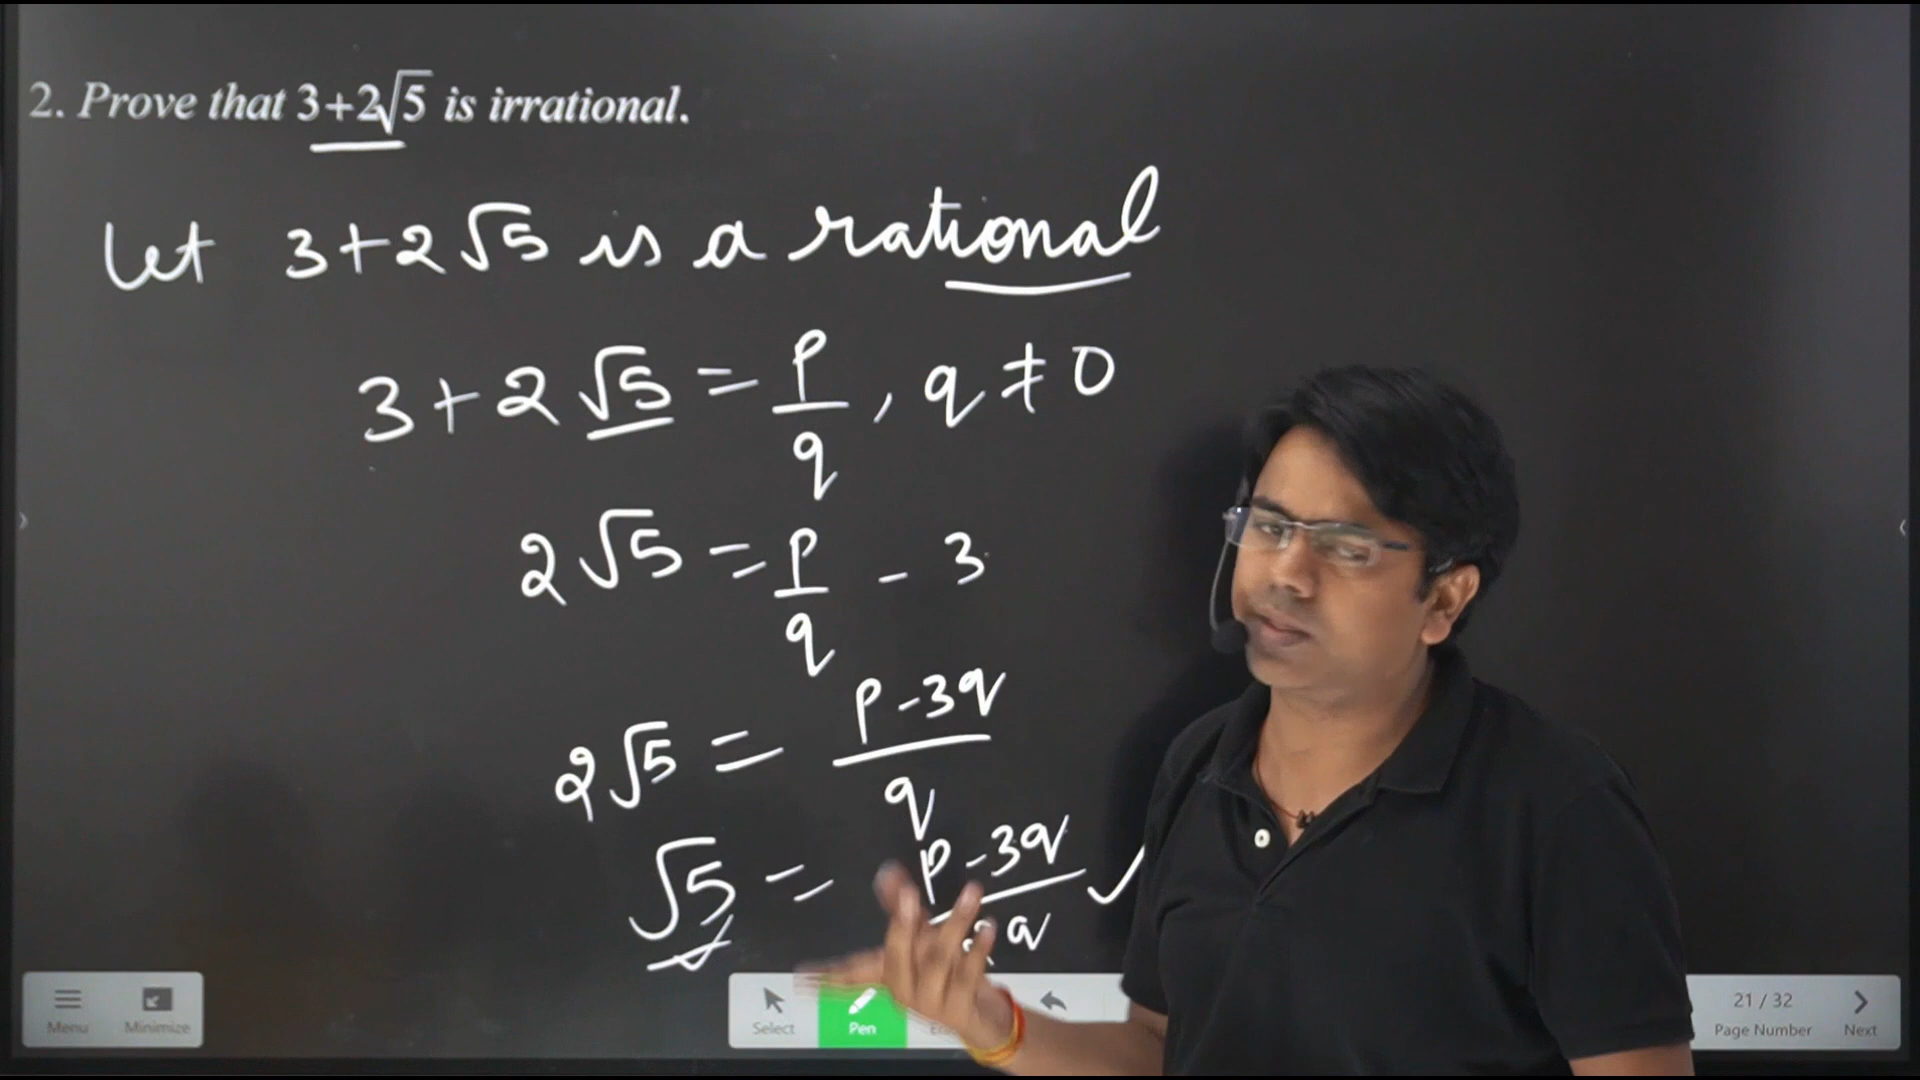 2. Prove that 3+2√5 is irrational.
Let 3+2√5 is a rational
3+2√5 = p/q, q ≠ 0
2√5 = p/q - 3
2√5 = (p-3q)/q
√5 = (p-3q)/2q
Menu
Minimize
Select
Pen
21 / 32
Page Number
Next